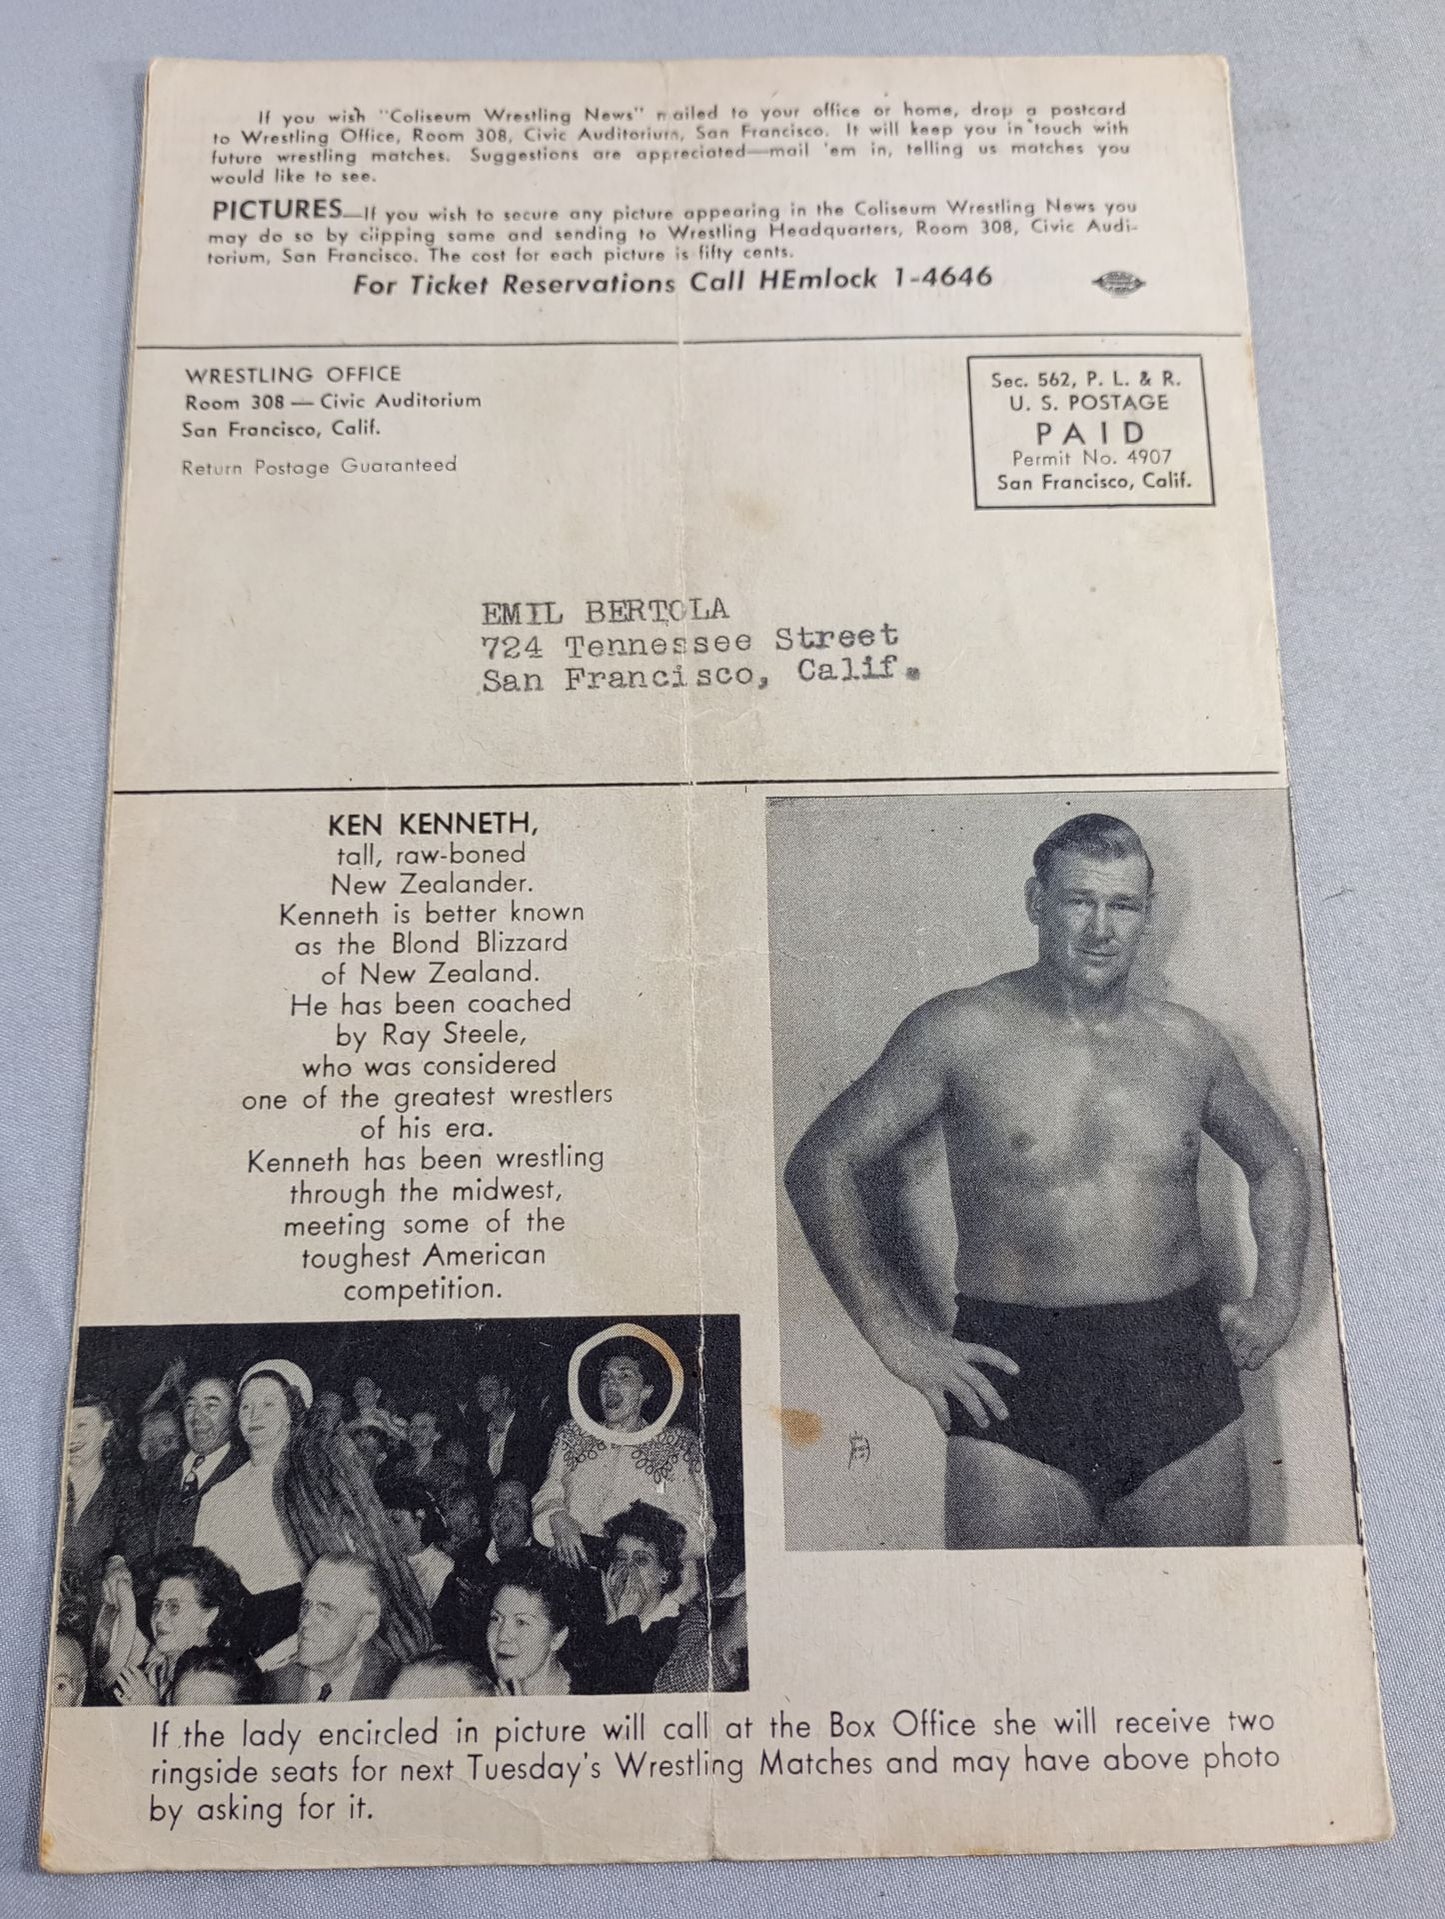 If you wish "Coliseum Wrestling News" mailed to your office or home, drop a postcard
to Wrestling Office, Room 308, Civic Auditorium, San Francisco. It will keep you in touch with
future wrestling matches. Suggestions are appreciated—mail 'em in, telling us matches you
would like to see.
PICTURES—If you wish to secure any picture appearing in the Coliseum Wrestling News you
may do so by clipping same and sending to Wrestling Headquarters, Room 308, Civic Audi-
torium, San Francisco. The cost for each picture is fifty cents.
For Ticket Reservations Call HEmlock 1-4646
WRESTLING OFFICE
Room 308 — Civic Auditorium
San Francisco, Calif.
Return Postage Guaranteed
Sec. 562, P. L. & R.
U. S. POSTAGE
PAID
Permit No. 4907
San Francisco, Calif.
EMIL BERTOLA
724 Tennessee Street
San Francisco, Calif.
KEN KENNETH,
tall, raw-boned
New Zealander.
Kenneth is better known
as the Blond Blizzard
of New Zealand.
He has been coached
by Ray Steele,
who was considered
one of the greatest wrestlers
of his era.
Kenneth has been wrestling
through the midwest,
meeting some of the
toughest American
competition.
If the lady encircled in picture will call at the Box Office she will receive two
ringside seats for next Tuesday's Wrestling Matches and may have above photo
by asking for it.